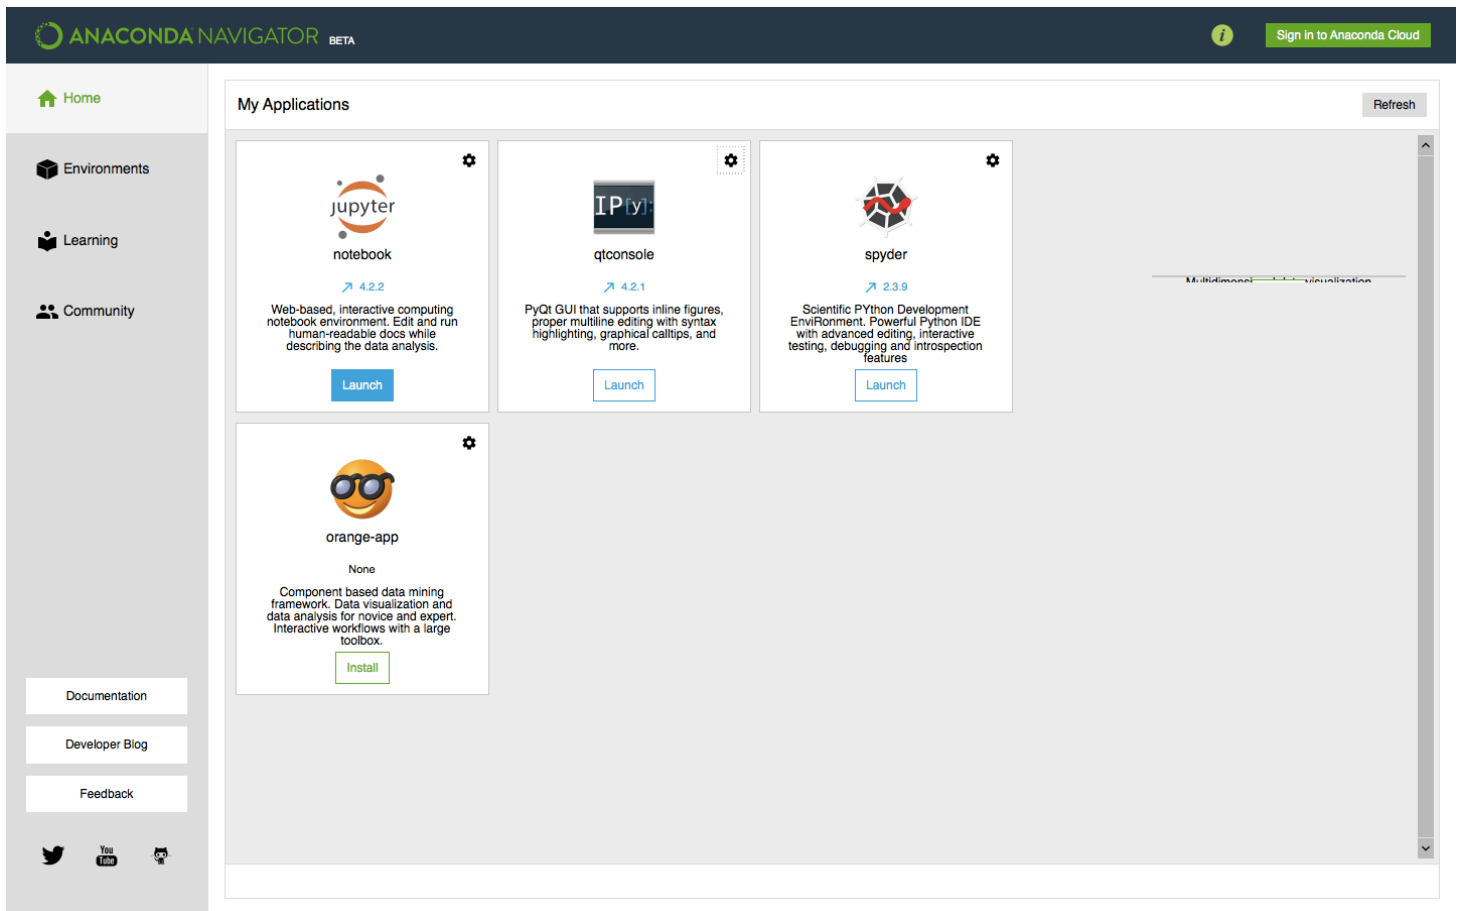 ANACONDA NAVIGATOR BETA
i
Sign in to Anaconda Cloud
Home
Environments
Learning
Community
My Applications
Refresh
jupyter
notebook
4.2.2
Web-based, interactive computing
notebook environment. Edit and run
human-readable docs while
describing the data analysis.
Launch
IP[y]:
qtconsole
4.2.1
PyQt GUI that supports inline figures,
proper multiline editing with syntax
highlighting, graphical calltips, and
more.
Launch
spyder
2.3.9
Scientific PYthon Development
EnviRonment. Powerful Python IDE
with advanced editing, interactive
testing, debugging and introspection
features
Launch
visualization
orange-app
None
Component based data mining
framework. Data visualization and
data analysis for novice and expert.
Interactive workflows with a large
toolbox.
Install
Documentation
Developer Blog
Feedback
You
Tube